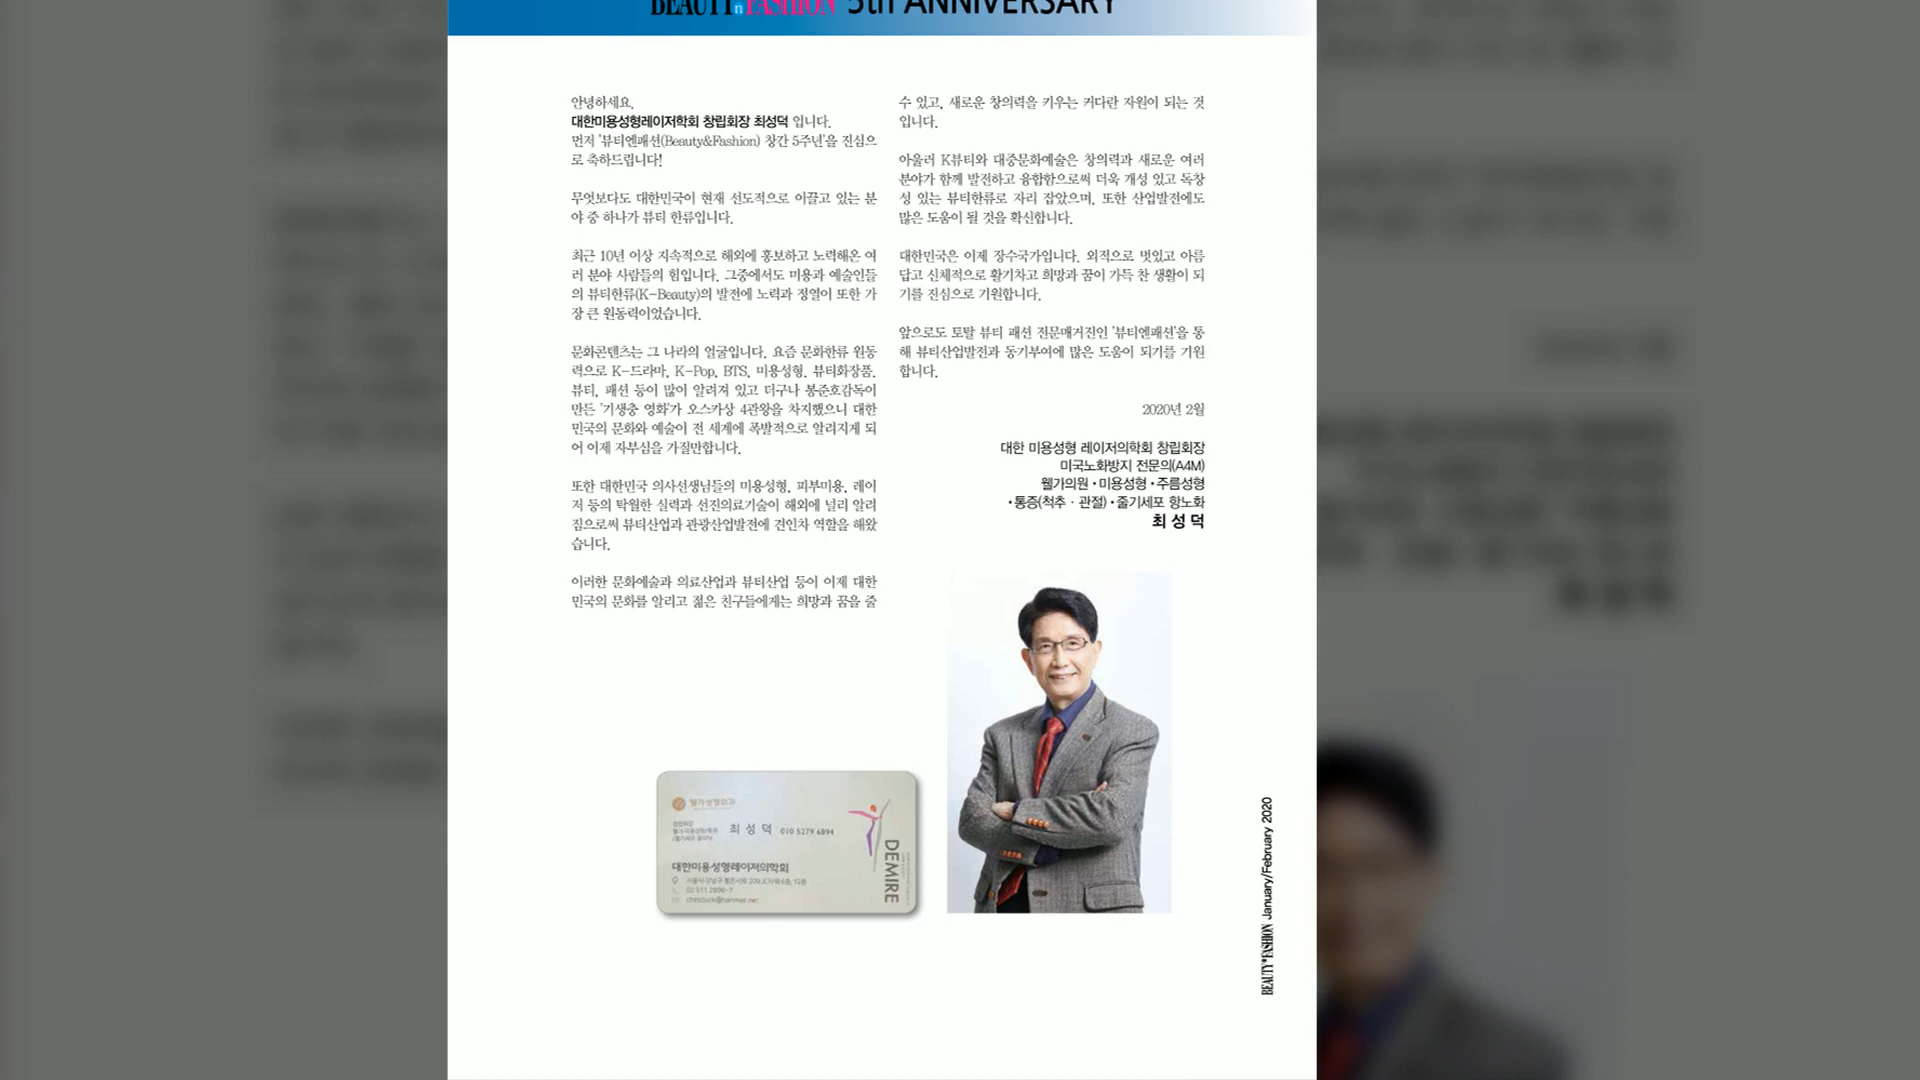 BEAUTYnFASHION 5th ANNIVERSARY
안녕하세요.
대한미용성형레이저학회 창립회장 최성덕 입니다.
먼저 '뷰티엔패션(Beauty&Fashion) 창간 5주년'을 진심으
로 축하드립니다!
무엇보다도 대한민국이 현재 선도적으로 이끌고 있는 분
야 중 하나가 뷰티 한류입니다.
최근 10년 이상 지속적으로 해외에 홍보하고 노력해온 여
러 분야 사람들의 힘입니다. 그중에서도 미용과 예술인들
의 뷰티한류(K-Beauty)의 발전에 노력과 정열이 또한 가
장 큰 원동력이었습니다.
문화콘텐츠는 그 나라의 얼굴입니다. 요즘 문화한류 원동
력으로 K-드라마, K-Pop, BTS, 미용성형, 뷰티화장품,
뷰티, 패션 등이 많이 알려져 있고 더구나 봉준호감독이
만든 '기생충 영화'가 오스카상 4관왕을 차지했으니 대한
민국의 문화와 예술이 전 세계에 폭발적으로 알리지게 되
어 이제 자부심을 가질만합니다.
또한 대한민국 의사선생님들의 미용성형, 피부미용, 레이
저 등의 탁월한 실력과 선진의료기술이 해외에 널리 알려
짐으로써 뷰티산업과 관광산업발전에 견인차 역할을 해왔
습니다.
이러한 문화예술과 의료산업과 뷰티산업 등이 이제 대한
민국의 문화를 알리고 젊은 친구들에게는 희망과 꿈을 줄
수 있고, 새로운 창의력을 키우는 커다란 자원이 되는 것
입니다.
아울러 K뷰티와 대중문화예술은 창의력과 새로운 여러
분야가 함께 발전하고 융합함으로써 더욱 개성 있고 독창
성 있는 뷰티한류로 자리 잡았으며, 또한 산업발전에도
많은 도움이 될 것을 확신합니다.
대한민국은 이제 장수국가입니다. 외적으로 멋있고 아름
답고 신체적으로 활기차고 희망과 꿈이 가득 찬 생활이 되
기를 진심으로 기원합니다.
앞으로도 토탈 뷰티 패션 전문매거진인 '뷰티엔패션'을 통
해 뷰티산업발전과 동기부여에 많은 도움이 되기를 기원
합니다.
2020년 2월
대한 미용성형 레이저의학회 창립회장
미국노화방지 전문의(A4M)
웰가의원•미용성형•주름성형
•통증(척추 · 관절)•줄기세포 항노화
최 성 덕
웰가성형외과
창립회장
최 성 덕 010 5279 6894
대한미용성형레이저의학회
02 511 2896~7
DEMIRE
BEAUTYnFASHION January/February 2020